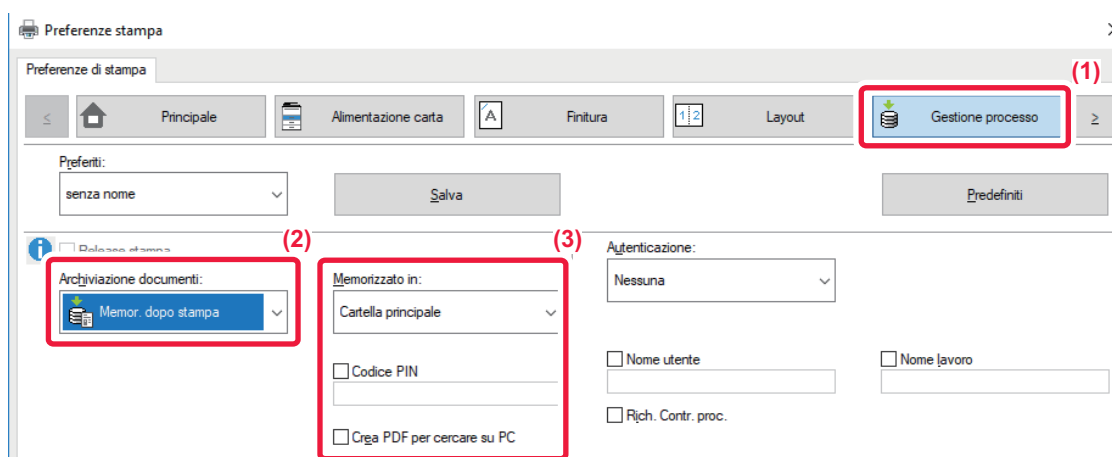 Preferenze stampa
Preferenze di stampa
(1)
<
Principale
Alimentazione carta
A
Finitura
1 2
Layout
Gestione processo
>
Preferiti:
senza nome
Salva
Predefiniti
Release stampa
(2)
(3)
Autenticazione:
Archiviazione documenti:
Memorizzato in:
Nessuna
Memor. dopo stampa
Cartella principale
Codice PIN
Nome utente
Nome lavoro
Rich. Contr. proc.
Crea PDF per cercare su PC